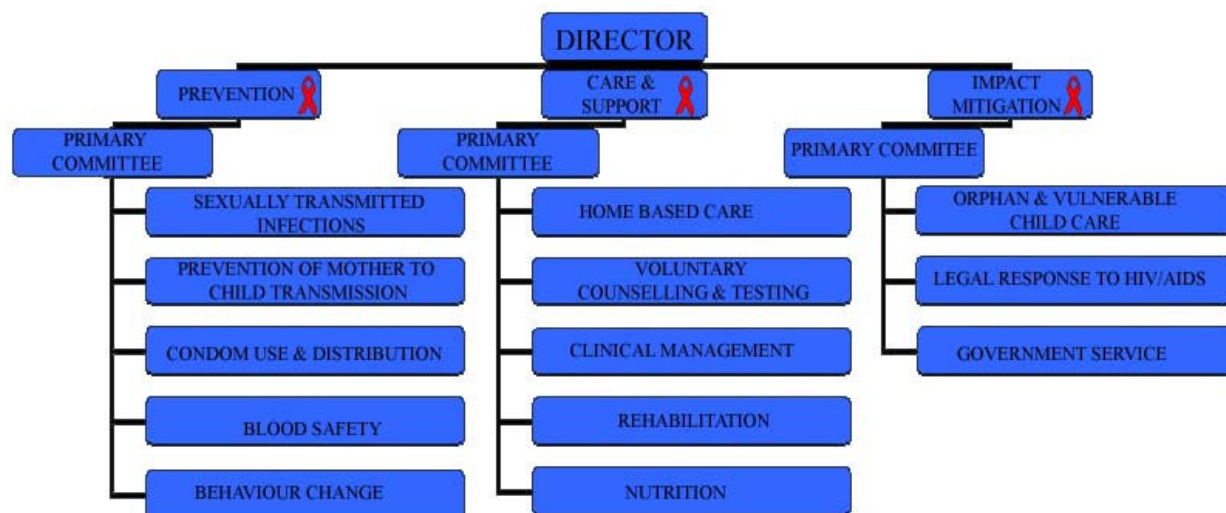 DIRECTOR
PREVENTION
CARE &
SUPPORT
IMPACT
MITIGATION
PRIMARY
COMMITTEE
PRIMARY
COMMITTEE
PRIMARY COMMITEE
SEXUALLY TRANSMITTED
INFECTIONS
PREVENTION OF MOTHER TO
CHILD TRANSMISSION
CONDOM USE & DISTRIBUTION
BLOOD SAFETY
BEHAVIOUR CHANGE
HOME BASED CARE
VOLUNTARY
COUNSELLING & TESTING
CLINICAL MANAGEMENT
REHABILITATION
NUTRITION
ORPHAN & VULNERABLE
CHILD CARE
LEGAL RESPONSE TO HIV/AIDS
GOVERNMENT SERVICE